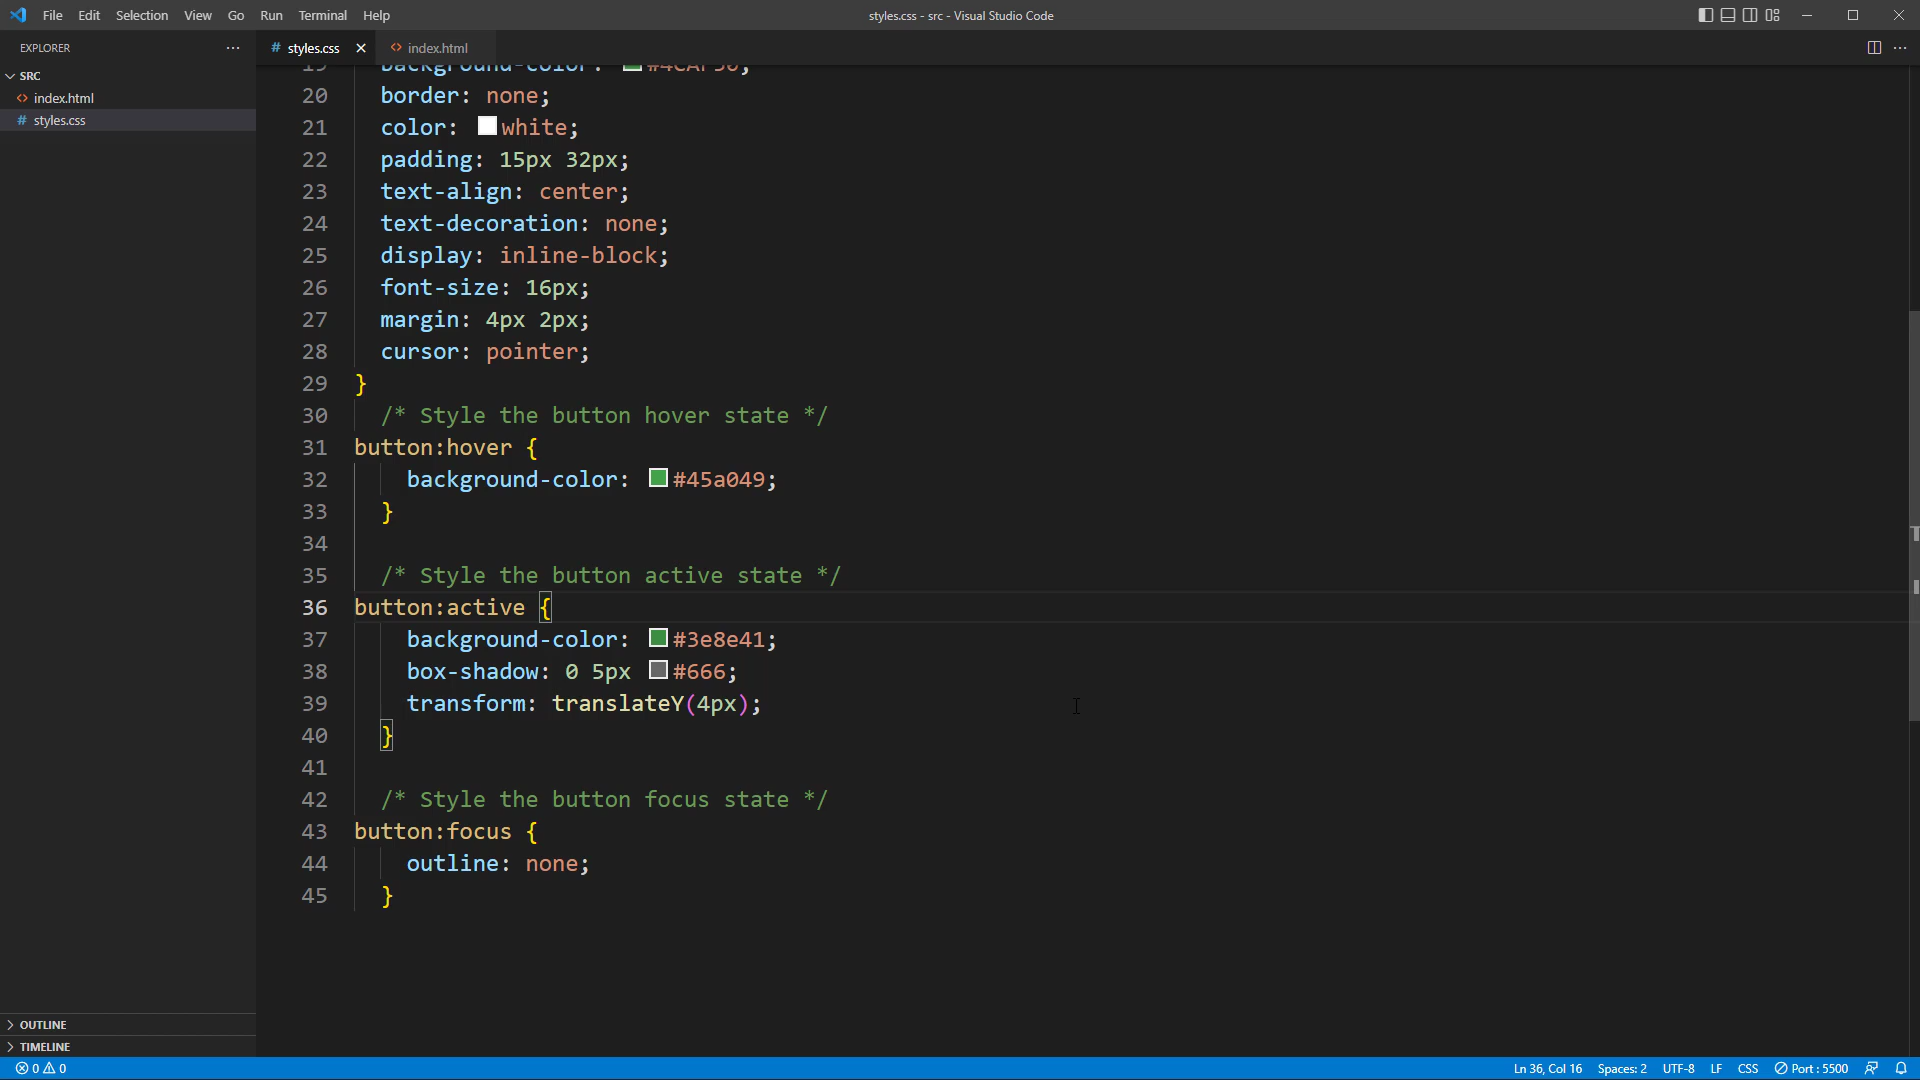 File Edit Selection View Go Run Terminal Help
styles.css - src - Visual Studio Code
EXPLORER
SRC
index.html
styles.css
OUTLINE
TIMELINE
# styles.css
index.html
19 background-color: #4CAF50;
20 border: none;
21 color: white;
22 padding: 15px 32px;
23 text-align: center;
24 text-decoration: none;
25 display: inline-block;
26 font-size: 16px;
27 margin: 4px 2px;
28 cursor: pointer;
29 }
30 /* Style the button hover state */
31 button:hover {
32 background-color: #45a049;
33 }
34
35 /* Style the button active state */
36 button:active {
37 background-color: #3e8e41;
38 box-shadow: 0 5px #666;
39 transform: translateY(4px);
40 }
41
42 /* Style the button focus state */
43 button:focus {
44 outline: none;
45 }
0 0
Ln 36, Col 16 Spaces: 2 UTF-8 LF CSS Port : 5500